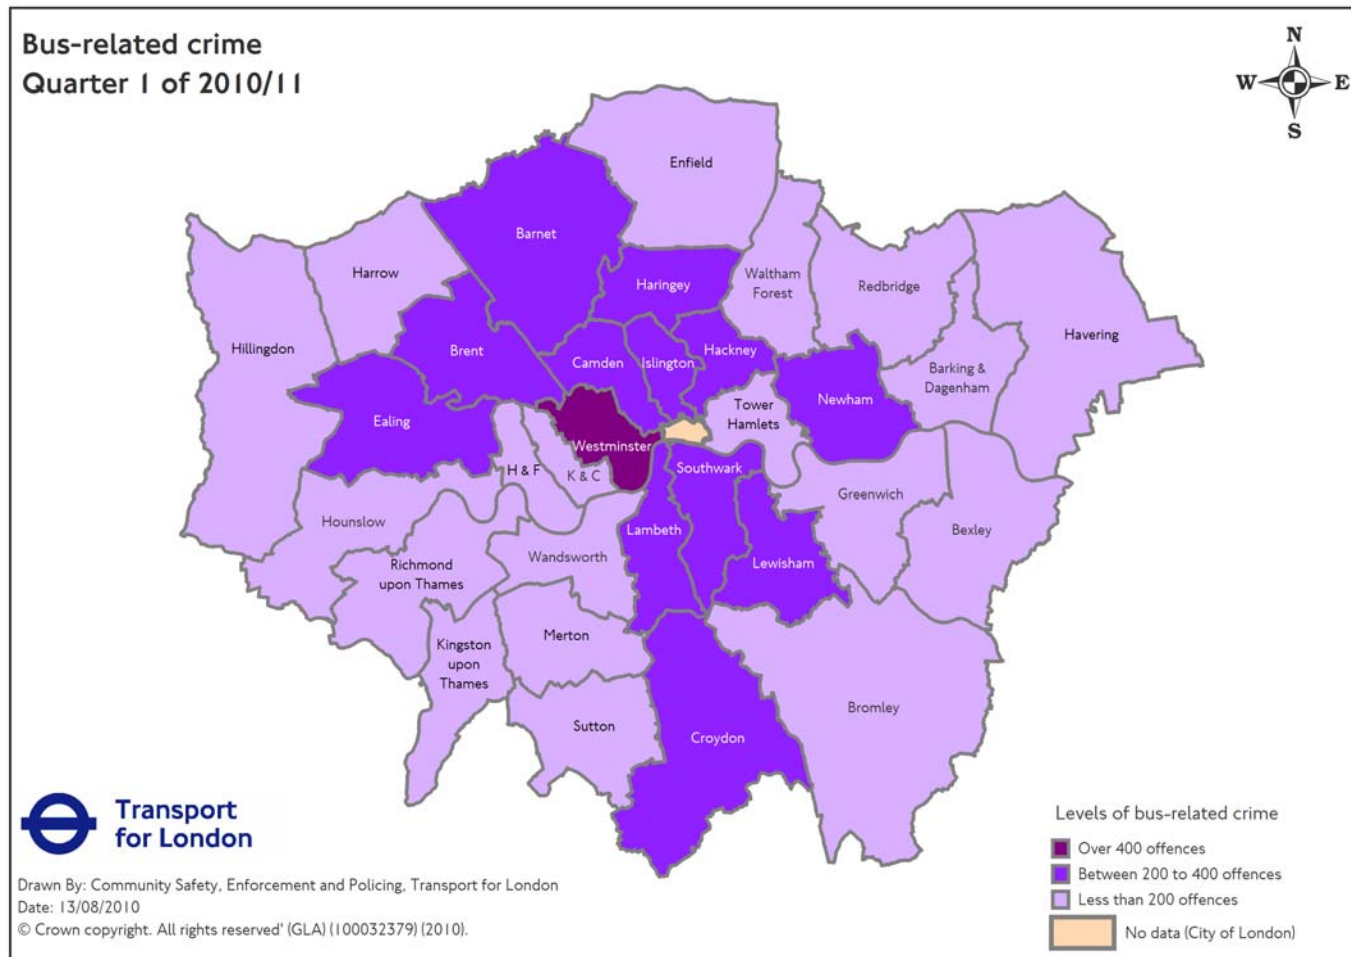 Bus-related crime
Quarter 1 of 2010/11
N
W
E
S
Enfield
Barnet
Harrow
Haringey
Waltham
Forest
Redbridge
Havering
Hillingdon
Brent
Camden
Islington
Hackney
Barking &
Dagenham
Ealing
Newham
Tower
Hamlets
Westminster
H & F
K & C
Southwark
Greenwich
Hounslow
Lambeth
Bexley
Wandsworth
Lewisham
Richmond
upon Thames
Merton
Kingston
upon
Thames
Bromley
Sutton
Croydon
Transport
for London
Levels of bus-related crime
Over 400 offences
Between 200 to 400 offences
Less than 200 offences
No data (City of London)
Drawn By: Community Safety, Enforcement and Policing, Transport for London
Date: 13/08/2010
© Crown copyright. All rights reserved' (GLA) (100032379) (2010).